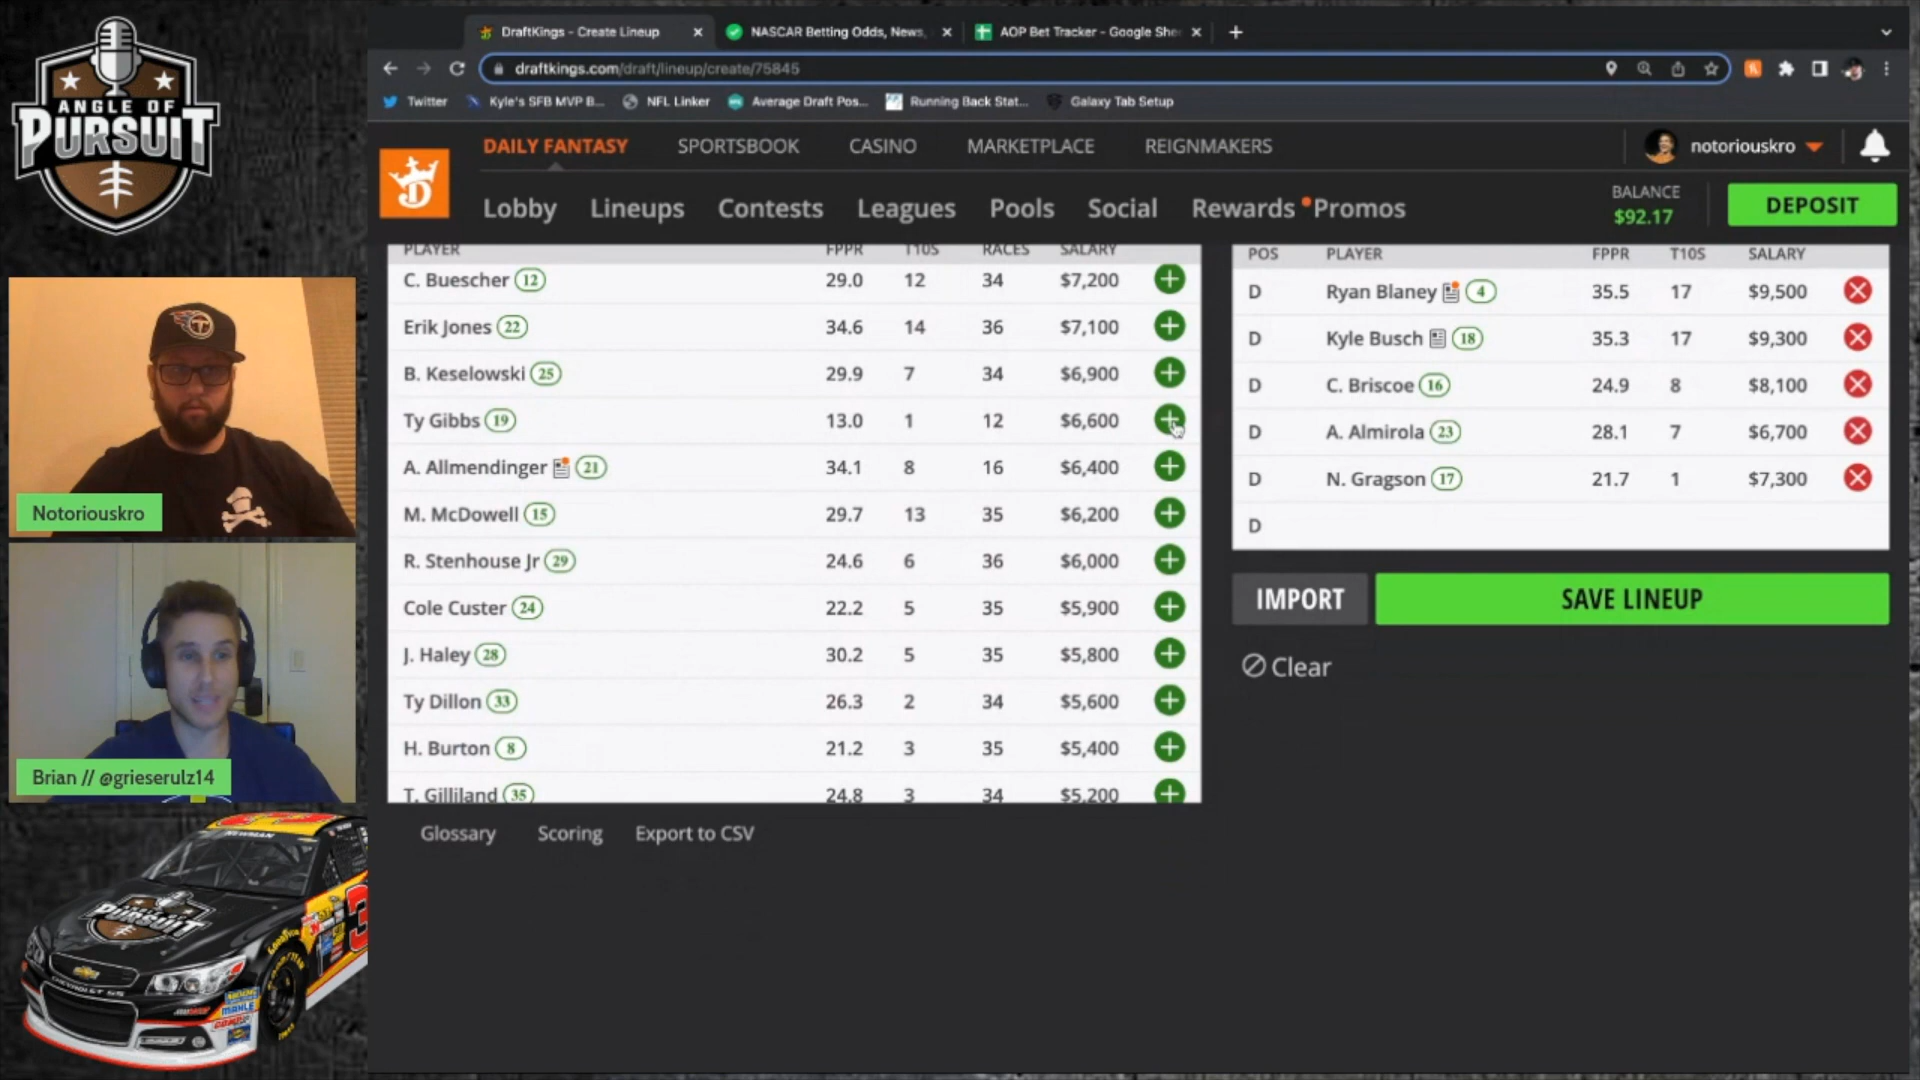 ANGLE OF
PURSUIT
DraftKings - Create Lineup
NASCAR Betting Odds, News,
AOP Bet Tracker - Google She
draftkings.com/draft/lineup/create/75845
Twitter
Kyle's SFB MVP B...
NFL Linker
Average Draft Pos...
Running Back Stat...
Galaxy Tab Setup
DAILY FANTASY SPORTSBOOK CASINO MARKETPLACE REIGNMAKERS
notoriouskro
Lobby Lineups Contests Leagues Pools Social Rewards Promos
BALANCE
$92.17
DEPOSIT
PLAYER FPPR T10S RACES SALARY
C. Buescher 12 29.0 12 34 $7,200
Erik Jones 22 34.6 14 36 $7,100
B. Keselowski 25 29.9 7 34 $6,900
Ty Gibbs 19 13.0 1 12 $6,600
A. Allmendinger 21 34.1 8 16 $6,400
M. McDowell 15 29.7 13 35 $6,200
R. Stenhouse Jr 29 24.6 6 36 $6,000
Cole Custer 24 22.2 5 35 $5,900
J. Haley 28 30.2 5 35 $5,800
Ty Dillon 33 26.3 2 34 $5,600
H. Burton 8 21.2 3 35 $5,400
T. Gilliland 35 24.8 3 34 $5,200
Glossary Scoring Export to CSV
POS PLAYER FPPR T10S SALARY
D Ryan Blaney 4 35.5 17 $9,500
D Kyle Busch 18 35.3 17 $9,300
D C. Briscoe 16 24.9 8 $8,100
D A. Almirola 23 28.1 7 $6,700
D N. Gragson 17 21.7 1 $7,300
D
IMPORT
SAVE LINEUP
Clear
Notoriouskro
Brian // @grieserulz14
NEWMAN
PURSUIT
CHEVROLET SS
MAHLE
3